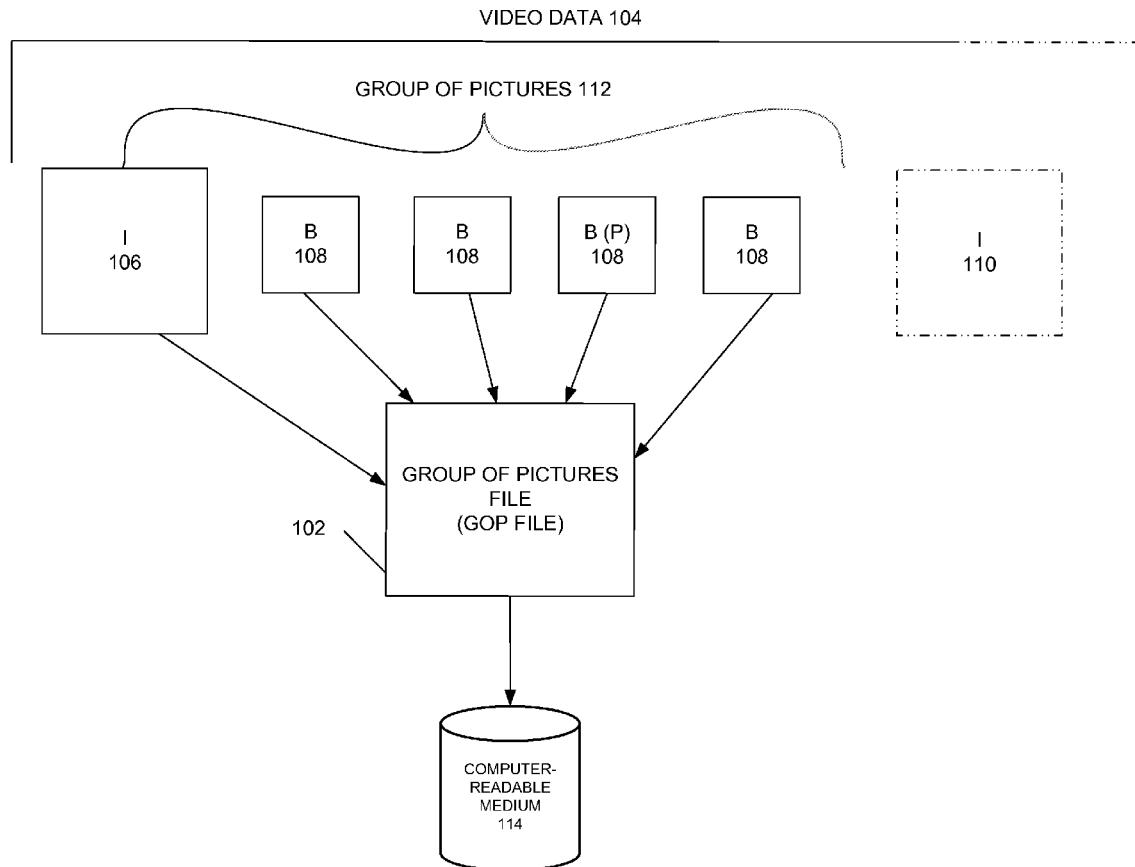 VIDEO DATA 104
GROUP OF PICTURES 112
I
106
B
108
B
108
B (P)
108
B
108
I
110
GROUP OF PICTURES
FILE
(GOP FILE)
102
COMPUTER-
READABLE
MEDIUM
114